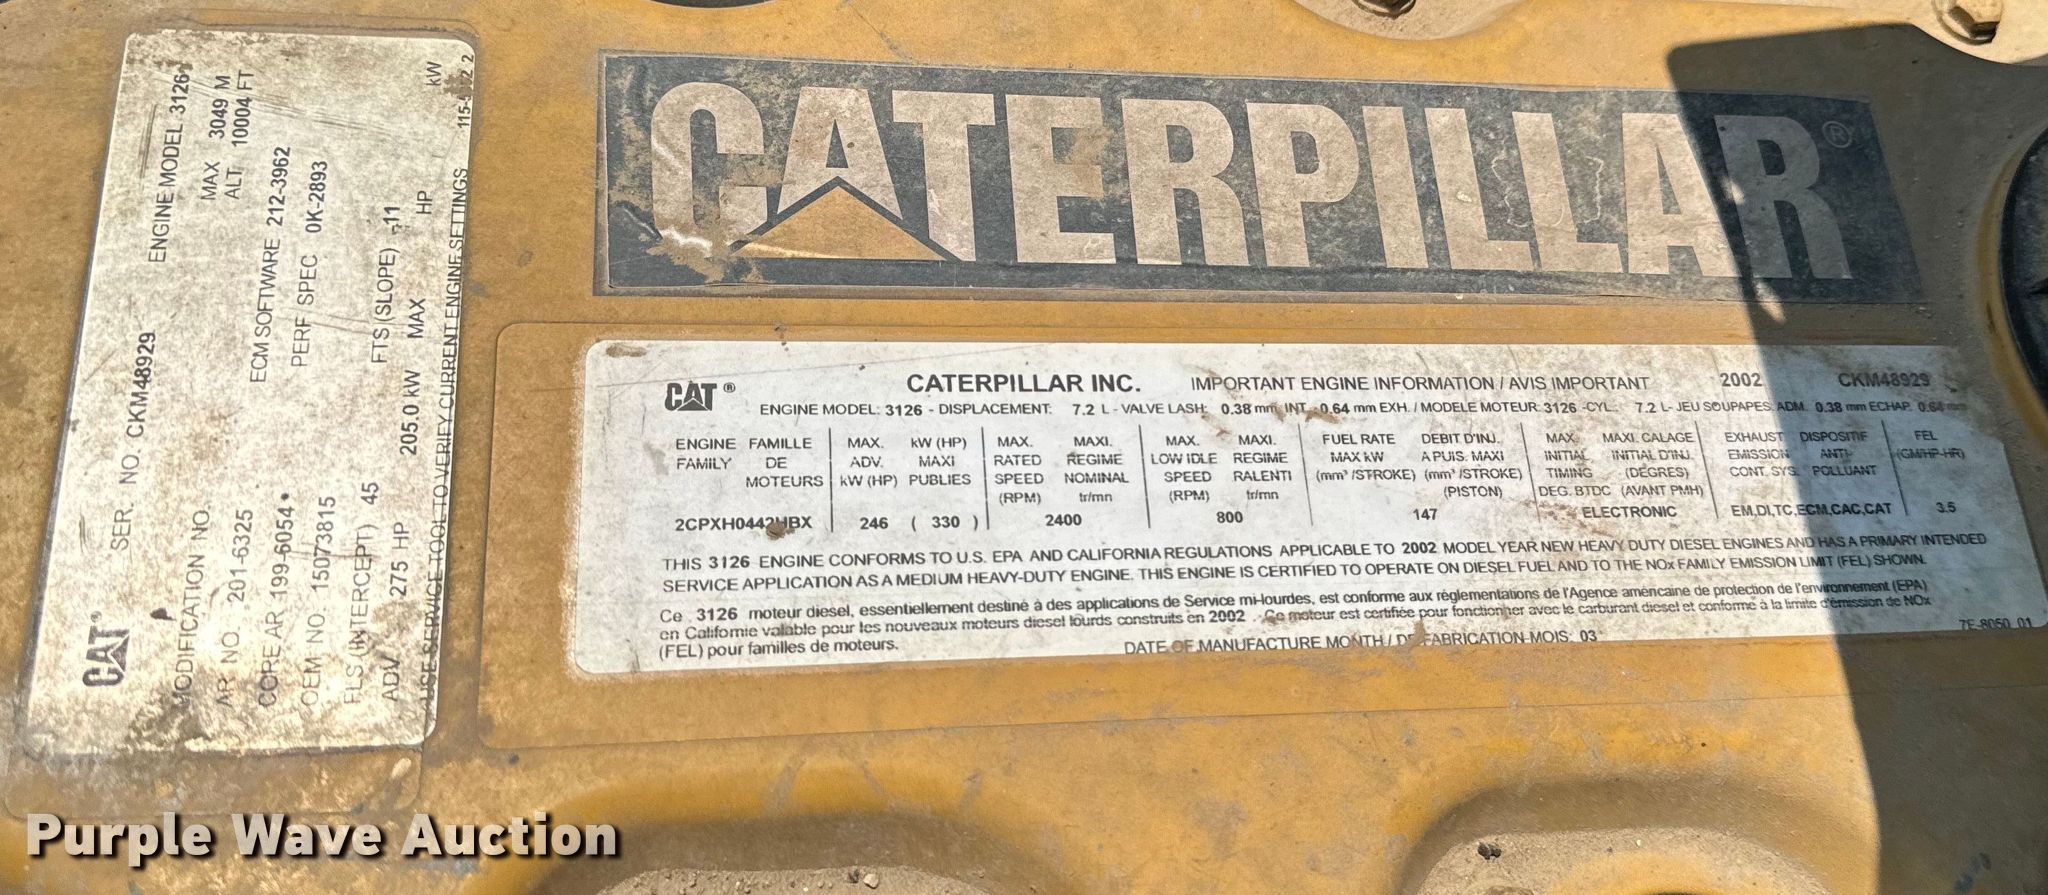 CAT® SER. NO. CKM48929 ENGINE MODEL 3126
MODIFICATION NO. MAX 3049 M
AR NO. 201-6325 ALT. 10004 FT
COPE AR 199-6054 ECM SOFTWARE 212-3962
OEM NO. 15073815 PERF SPEC 0K-2893
FLS (INTERCEPT) 45 FTS (SLOPE) -11
ADV 275 HP 205.0 kW MAX HP kW
USE SERVICE TOOL TO VERIFY CURRENT ENGINE SETTINGS
CATERPILLAR®
CAT® CATERPILLAR INC. IMPORTANT ENGINE INFORMATION / AVIS IMPORTANT 2002 CKM48929
ENGINE MODEL: 3126 - DISPLACEMENT: 7.2 L - VALVE LASH: 0.38 mm INT. 0.64 mm EXH. / MODELE MOTEUR: 3126 -CYL.: 7.2 L- JEU SOUPAPES: ADM. 0.38 mm ECHAP. 0.64 mm
ENGINE FAMILLE MAX. kW (HP) MAX. MAXI. MAX. MAXI. FUEL RATE DEBIT D'INJ. MAX. MAXI. CALAGE EXHAUST DISPOSITIF FEL
FAMILY DE ADV. MAXI RATED REGIME LOW IDLE REGIME MAX kW A PUIS. MAXI INITIAL INITIAL D'INJ. EMISSION ANTI- (GM/HP-HR)
MOTEURS kW (HP) PUBLIES SPEED NOMINAL SPEED RALENTI (mm³ /STROKE) (mm³ /STROKE) TIMING (DEGRES) CONT. SYS. POLLUANT
(RPM) tr/mn (RPM) tr/mn (PISTON) DEG. BTDC (AVANT PMH)
2CPXH0442HBX 246 ( 330 ) 2400 800 147 ELECTRONIC EM,DI,TC,ECM,CAC,CAT 3.5
THIS 3126 ENGINE CONFORMS TO U.S. EPA AND CALIFORNIA REGULATIONS APPLICABLE TO 2002 MODEL YEAR NEW HEAVY DUTY DIESEL ENGINES AND HAS A PRIMARY INTENDED
SERVICE APPLICATION AS A MEDIUM HEAVY-DUTY ENGINE. THIS ENGINE IS CERTIFIED TO OPERATE ON DIESEL FUEL AND TO THE NOx FAMILY EMISSION LIMIT (FEL) SHOWN.
Ce 3126 moteur diesel, essentiellement destiné à des applications de Service mi-lourdes, est conforme aux règlementations de l'Agence américaine de protection de l'environnement (EPA)
en Californie valable pour les nouveaux moteurs diesel lourds construits en 2002 . Ce moteur est certifiée pour fonctionner avec le carburant diesel et conforme à la limite d'émission de NOx
(FEL) pour familles de moteurs.
DATE OF MANUFACTURE MONTH / DE FABRICATION MOIS: 03
7E-8050 01
Purple Wave Auction